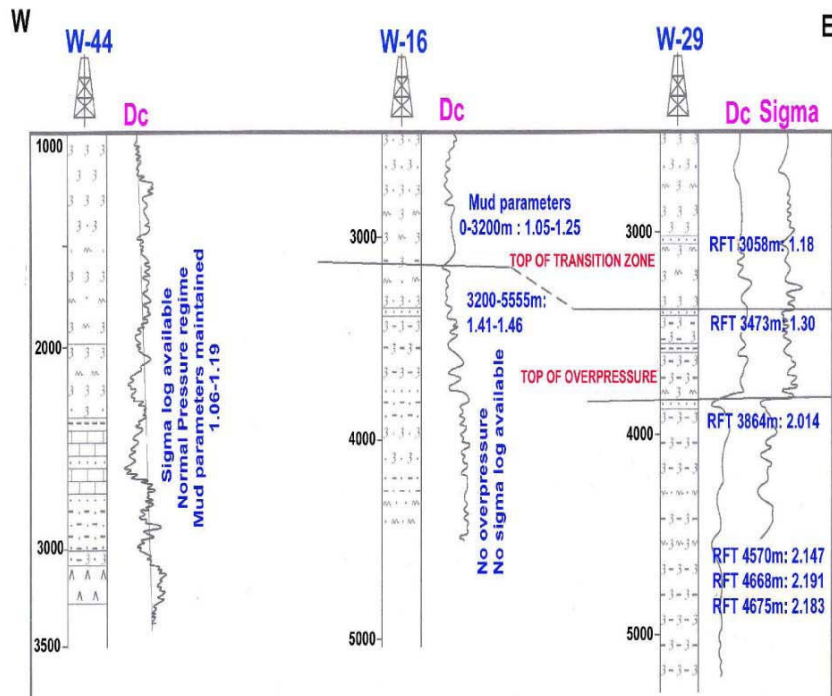 W
E
W-44
W-16
W-29
Dc
Dc
Dc
Sigma
1000
2000
3000
3500
Sigma log available
Normal Pressure regime
Mud parameters maintained
1.06-1.19
3000
4000
5000
Mud parameters
0-3200m : 1.05-1.25
TOP OF TRANSITION ZONE
3200-5555m:
1.41-1.46
TOP OF OVERPRESSURE
No overpressure
No sigma log available
3000
4000
5000
RFT 3058m: 1.18
RFT 3473m: 1.30
RFT 3864m: 2.014
RFT 4570m: 2.147
RFT 4668m: 2.191
RFT 4675m: 2.183